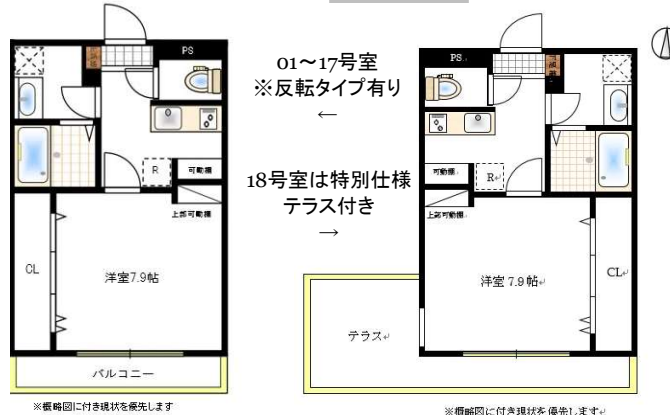 PS
R
可動棚
上部可動棚
CL
洋室7.9帖
バルコニー
※概略図に付き現状を優先します
01～17号室
※反転タイプ有り
←
18号室は特別仕様
テラス付き
→
PS
可動棚
R
上部可動棚
洋室 7.9 帖
CL
テラス
※概略図に付き現状を優先します